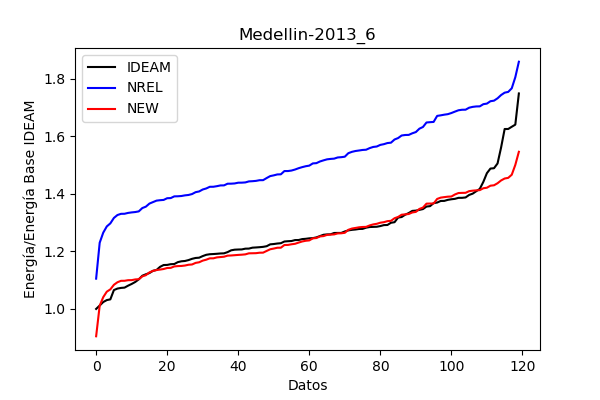 Medellin-2013_6
IDEAM
NREL
NEW
Energía/Energía Base IDEAM
1.8
1.6
1.4
1.2
1.0
0 20 40 60 80 100 120
Datos